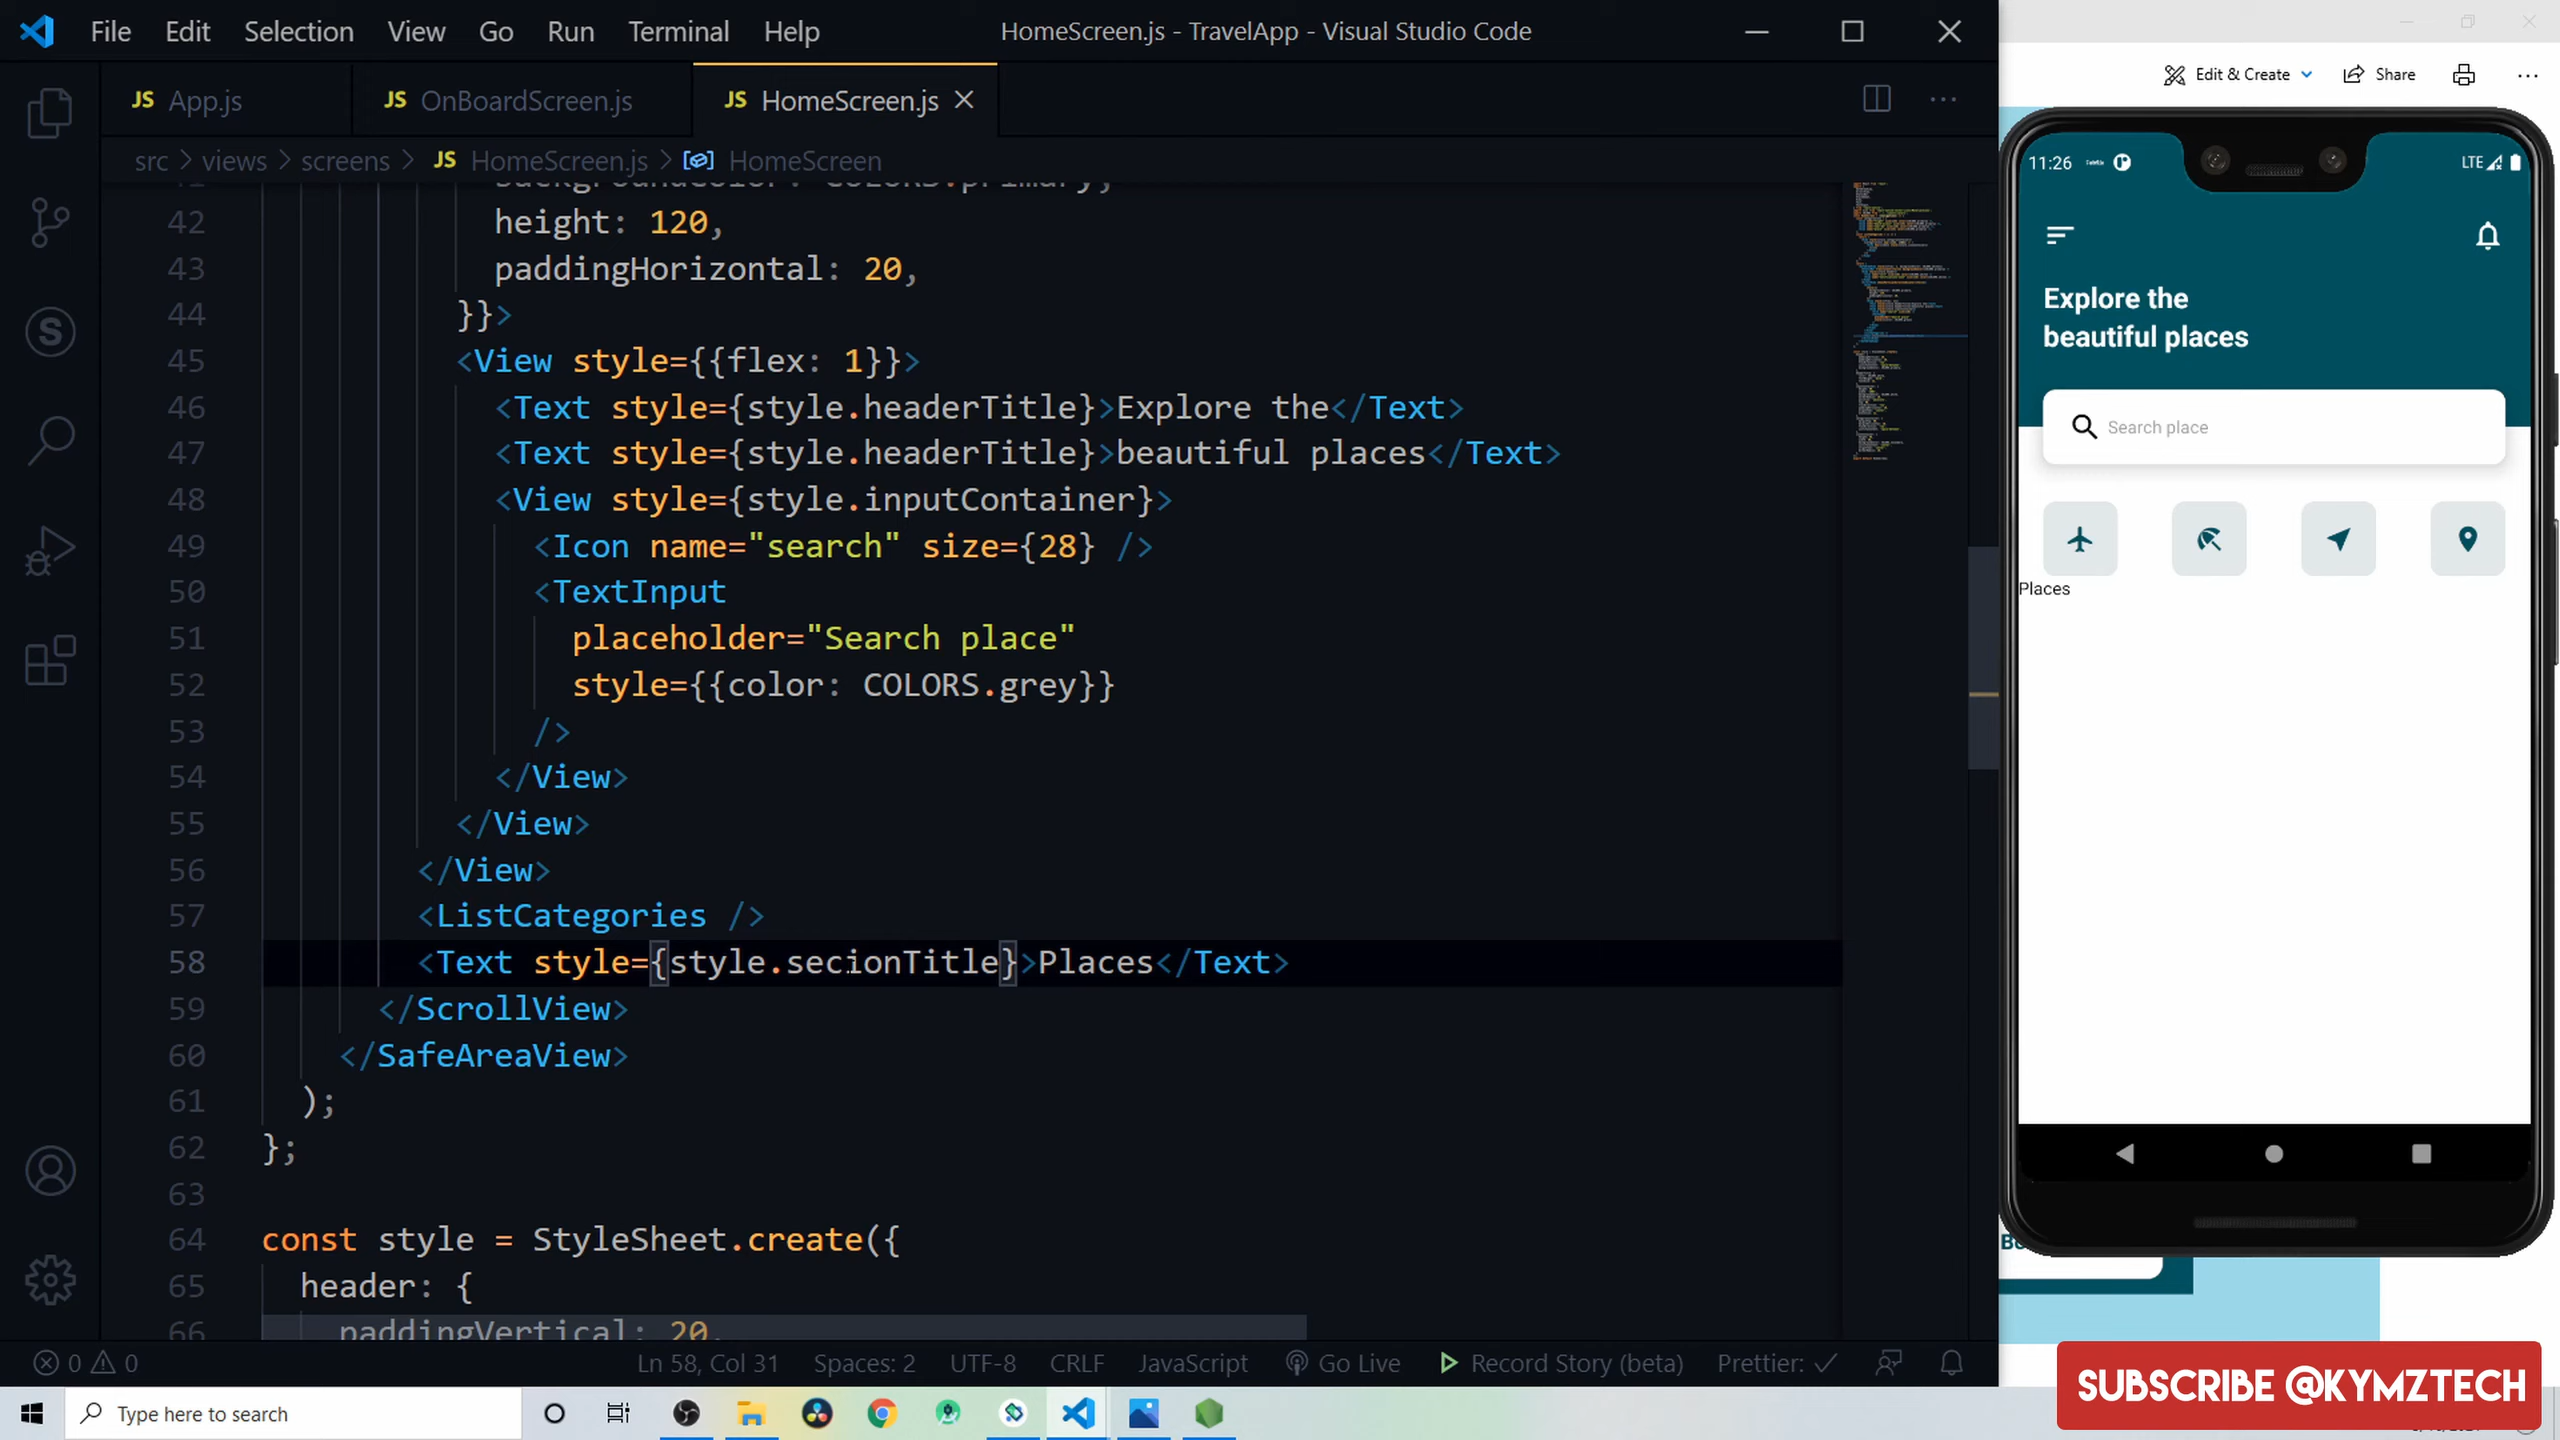 File Edit Selection View Go Run Terminal Help HomeScreen.js - TravelApp - Visual Studio Code
JS App.js JS OnBoardScreen.js JS HomeScreen.js
src > views > screens > JS HomeScreen.js > HomeScreen
backgroundColor: COLORS.primary,
42 height: 120,
43 paddingHorizontal: 20,
44 }}>
45 <View style={{flex: 1}}>
46 <Text style={style.headerTitle}>Explore the</Text>
47 <Text style={style.headerTitle}>beautiful places</Text>
48 <View style={style.inputContainer}>
49 <Icon name="search" size={28} />
50 <TextInput
51 placeholder="Search place"
52 style={{color: COLORS.grey}}
53 />
54 </View>
55 </View>
56 </View>
57 <ListCategories />
58 <Text style={style.secionTitle}>Places</Text>
59 </ScrollView>
60 </SafeAreaView>
61 );
62 };
63
64 const style = StyleSheet.create({
65 header: {
66 paddingVertical: 20,
0 0 Ln 58, Col 31 Spaces: 2 UTF-8 CRLF JavaScript Go Live Record Story (beta) Prettier: ✓
Type here to search
Edit & Create Share
11:26 LTE
Explore the
beautiful places
Search place
Places
SUBSCRIBE @KYMZTECH